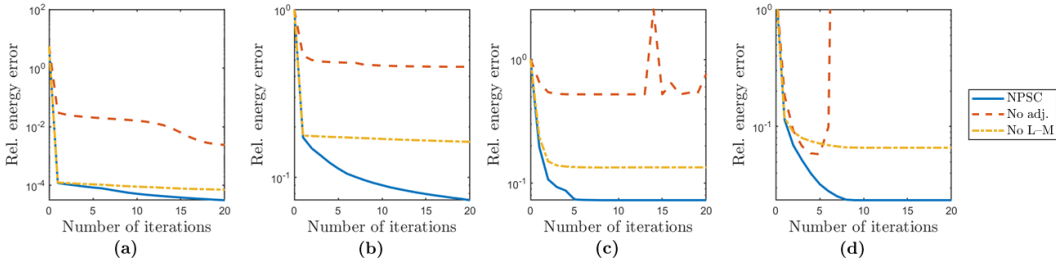 10^2
10^0
10^-2
10^-4
Rel. energy error
0 5 10 15 20
Number of iterations
(a)
10^0
10^-1
Rel. energy error
0 5 10 15 20
Number of iterations
(b)
10^0
10^-1
Rel. energy error
0 5 10 15 20
Number of iterations
(c)
10^0
10^-1
Rel. energy error
0 5 10 15 20
Number of iterations
(d)
NPSC
No adj.
No L–M